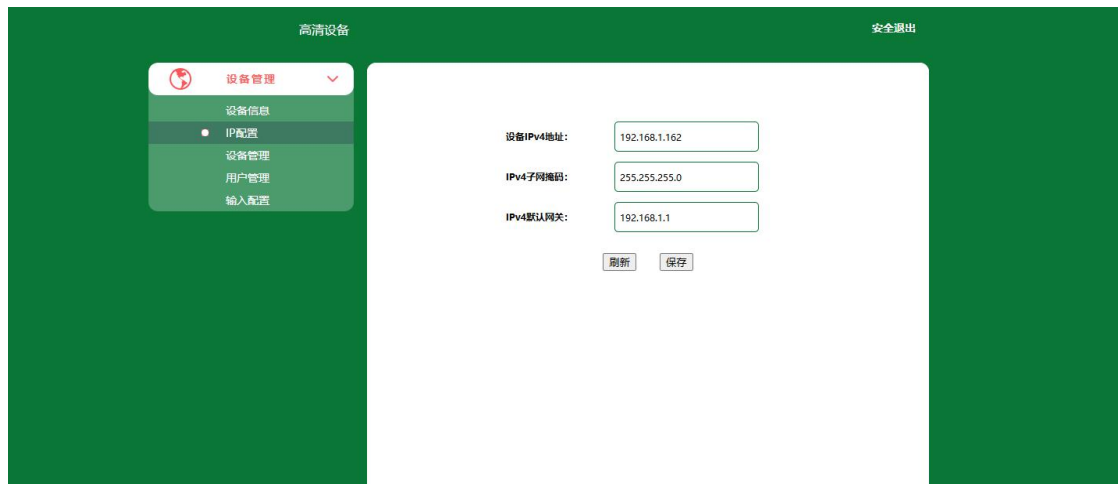 高清设备
安全退出
设备管理
设备信息
IP配置
设备管理
用户管理
输入配置
设备IPv4地址: 192.168.1.162
IPv4子网掩码: 255.255.255.0
IPv4默认网关: 192.168.1.1
刷新 保存